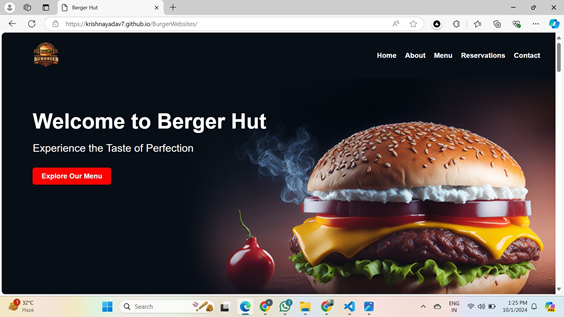 Berger Hut
https://krishnayadav7.github.io/BurgerWebsites/
Home About Menu Reservations Contact
Welcome to Berger Hut
Experience the Taste of Perfection
Explore Our Menu
32°C
Haze
Search
ENG
IN
1:25 PM
10/1/2024